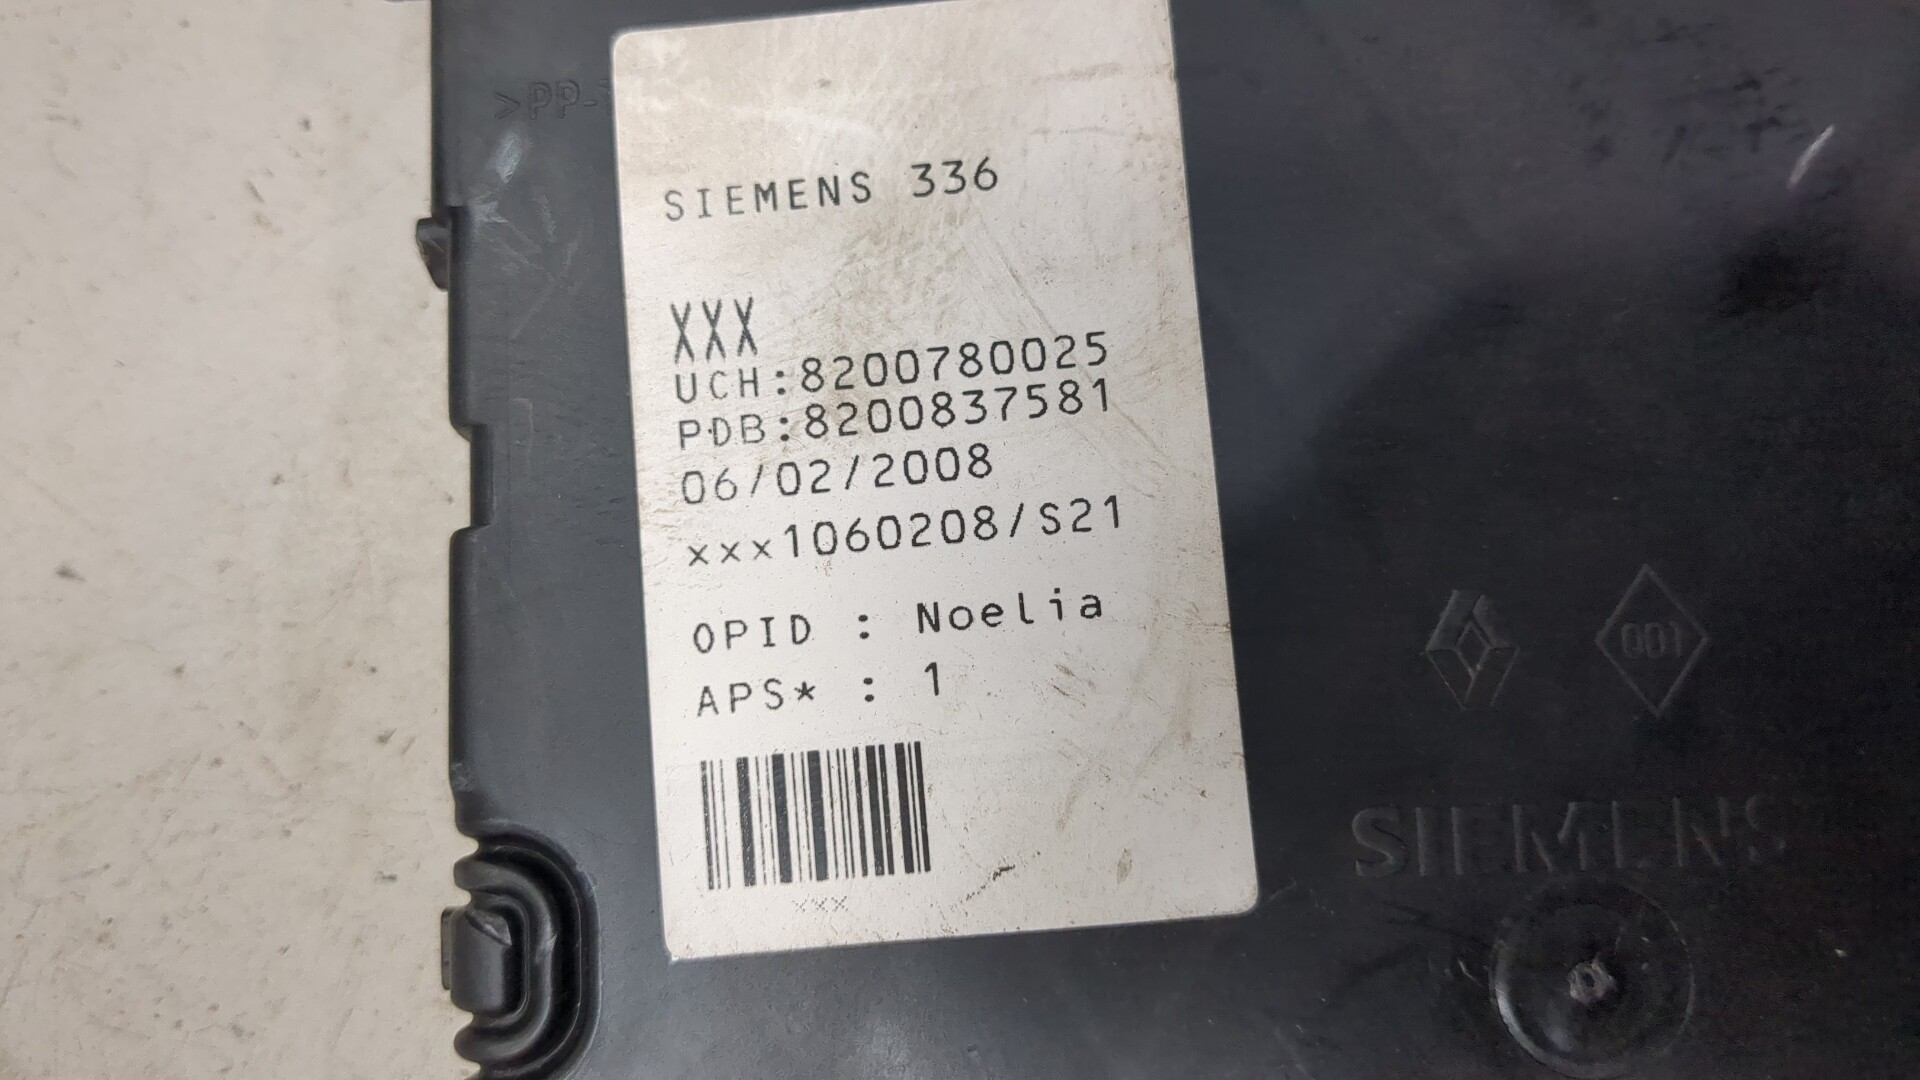 >PP-
SIEMENS 336
XXX
UCH:8200780025
PDB:8200837581
06/02/2008
xxx1060208/S21
OPID : Noelia
APS* : 1
xxx
001
SIEMENS